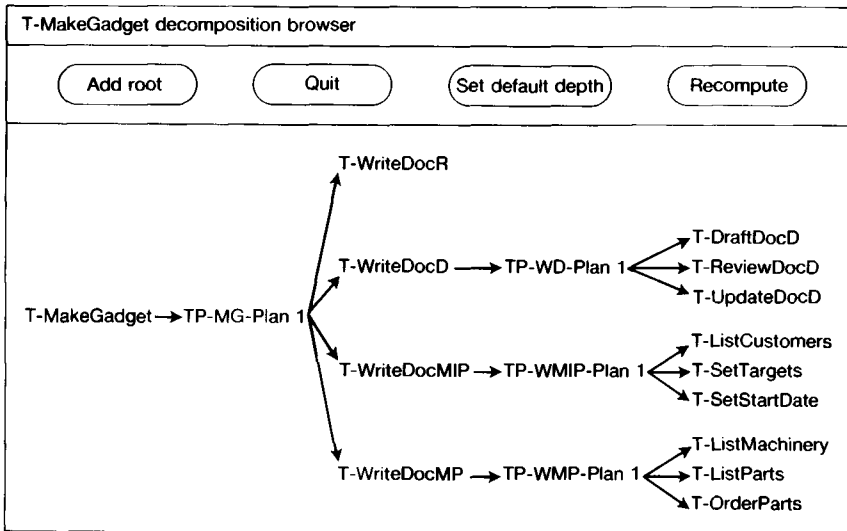 T-MakeGadget decomposition browser
Add root Quit Set default depth Recompute
T-WriteDocR
T-DraftDocD
T-WriteDocD TP-WD-Plan 1 T-ReviewDocD
T-UpdateDocD
T-MakeGadget TP-MG-Plan 1
T-ListCustomers
T-WriteDocMIP TP-WMIP-Plan 1 T-SetTargets
T-SetStartDate
T-ListMachinery
T-WriteDocMP TP-WMP-Plan 1 T-ListParts
T-OrderParts